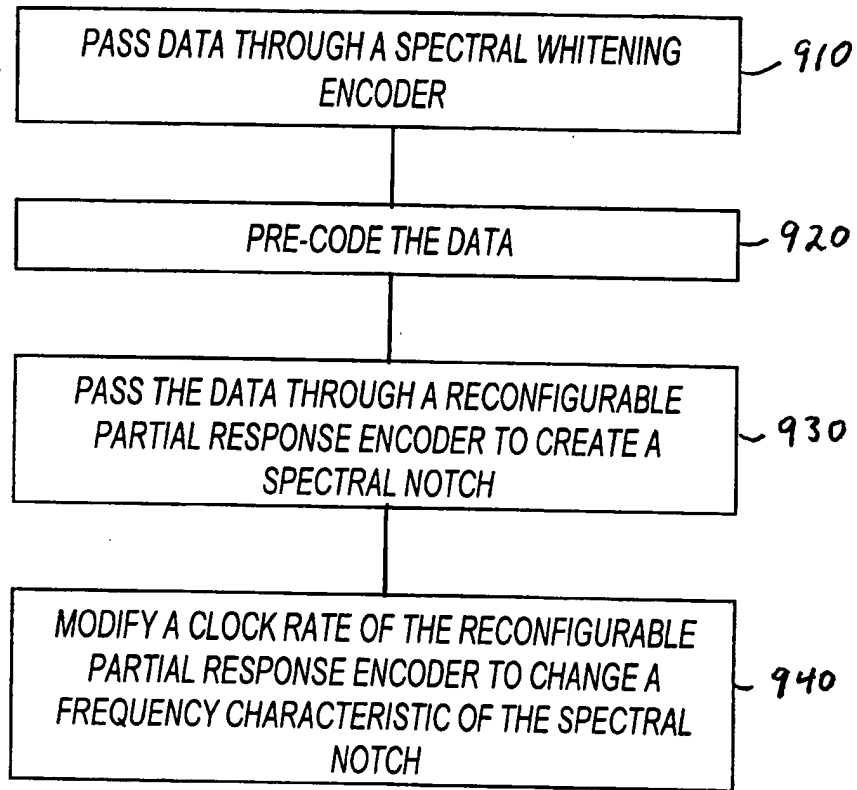 PASS DATA THROUGH A SPECTRAL WHITENING
ENCODER
910
PRE-CODE THE DATA
920
PASS THE DATA THROUGH A RECONFIGURABLE
PARTIAL RESPONSE ENCODER TO CREATE A
SPECTRAL NOTCH
930
MODIFY A CLOCK RATE OF THE RECONFIGURABLE
PARTIAL RESPONSE ENCODER TO CHANGE A
FREQUENCY CHARACTERISTIC OF THE SPECTRAL
NOTCH
940